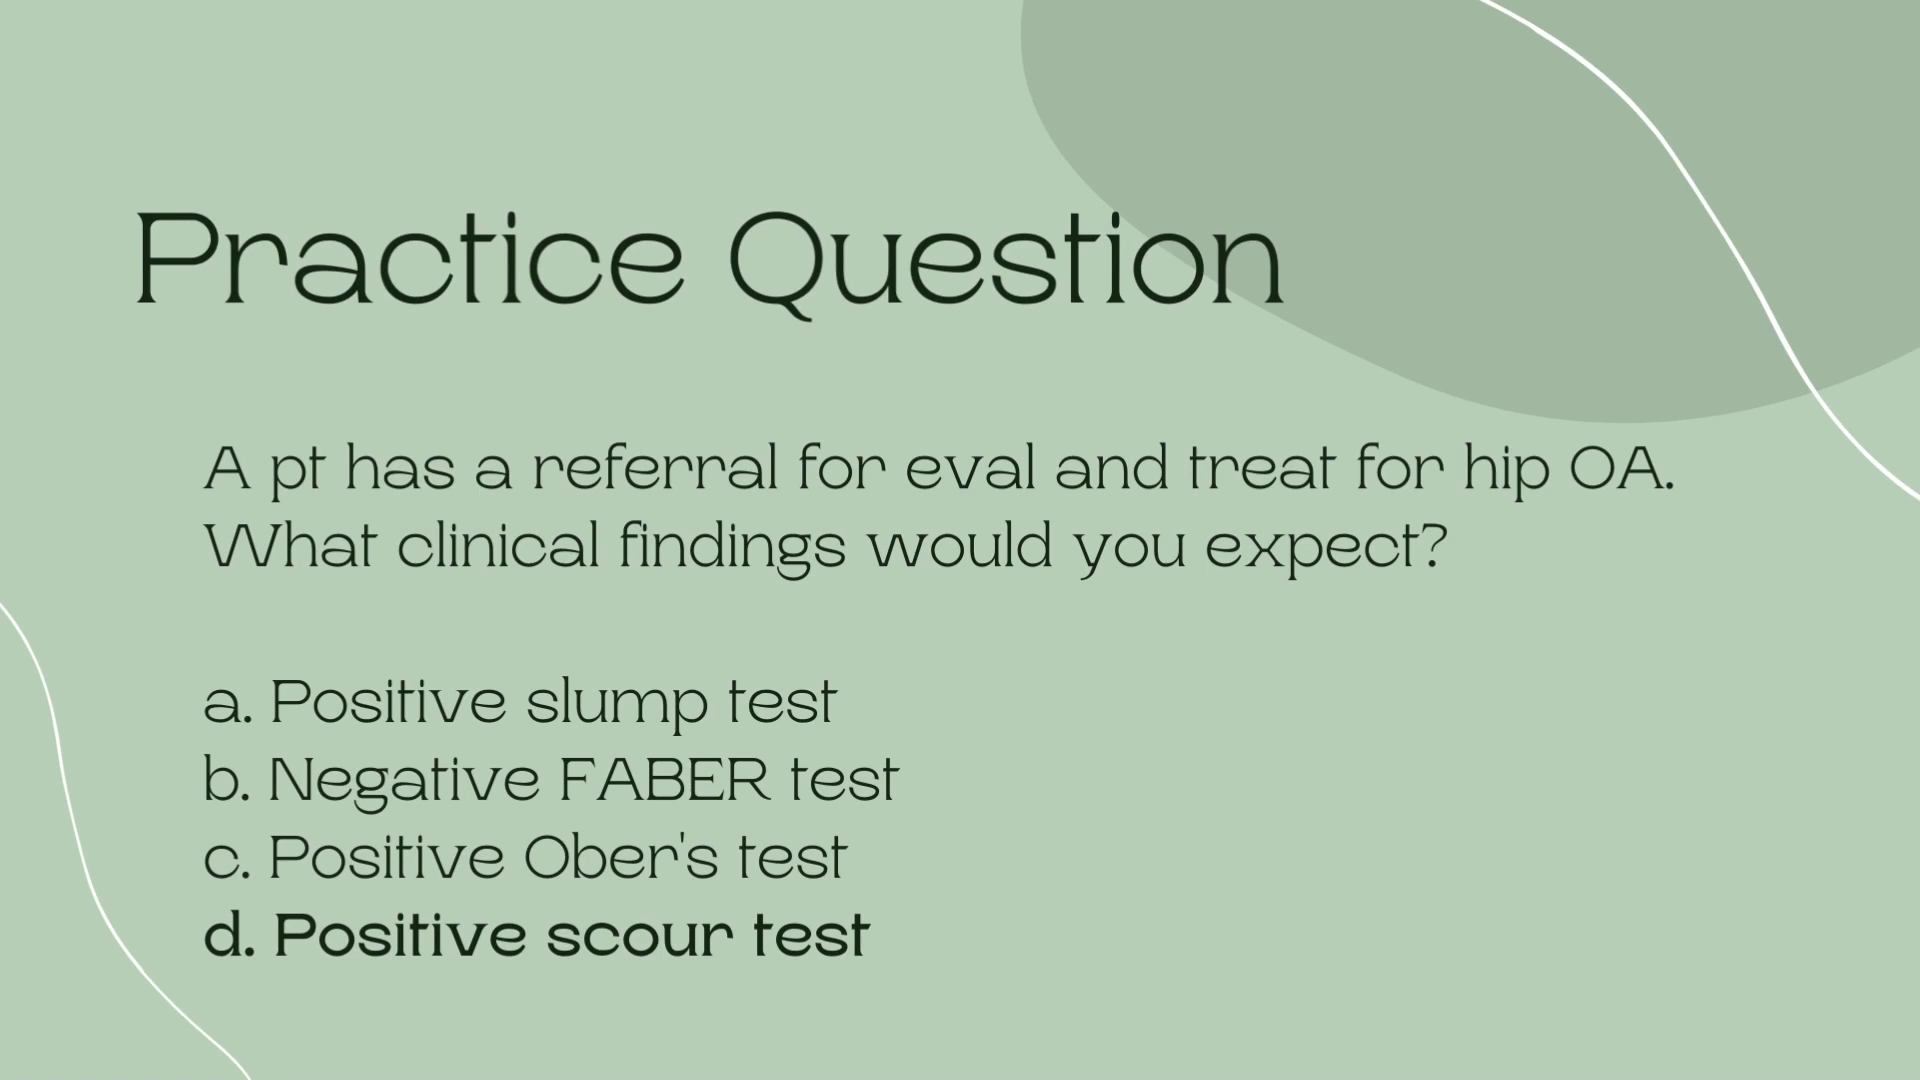 Practice Question
A pt has a referral for eval and treat for hip OA.
What clinical findings would you expect?
a. Positive slump test
b. Negative FABER test
c. Positive Ober's test
d. Positive scour test